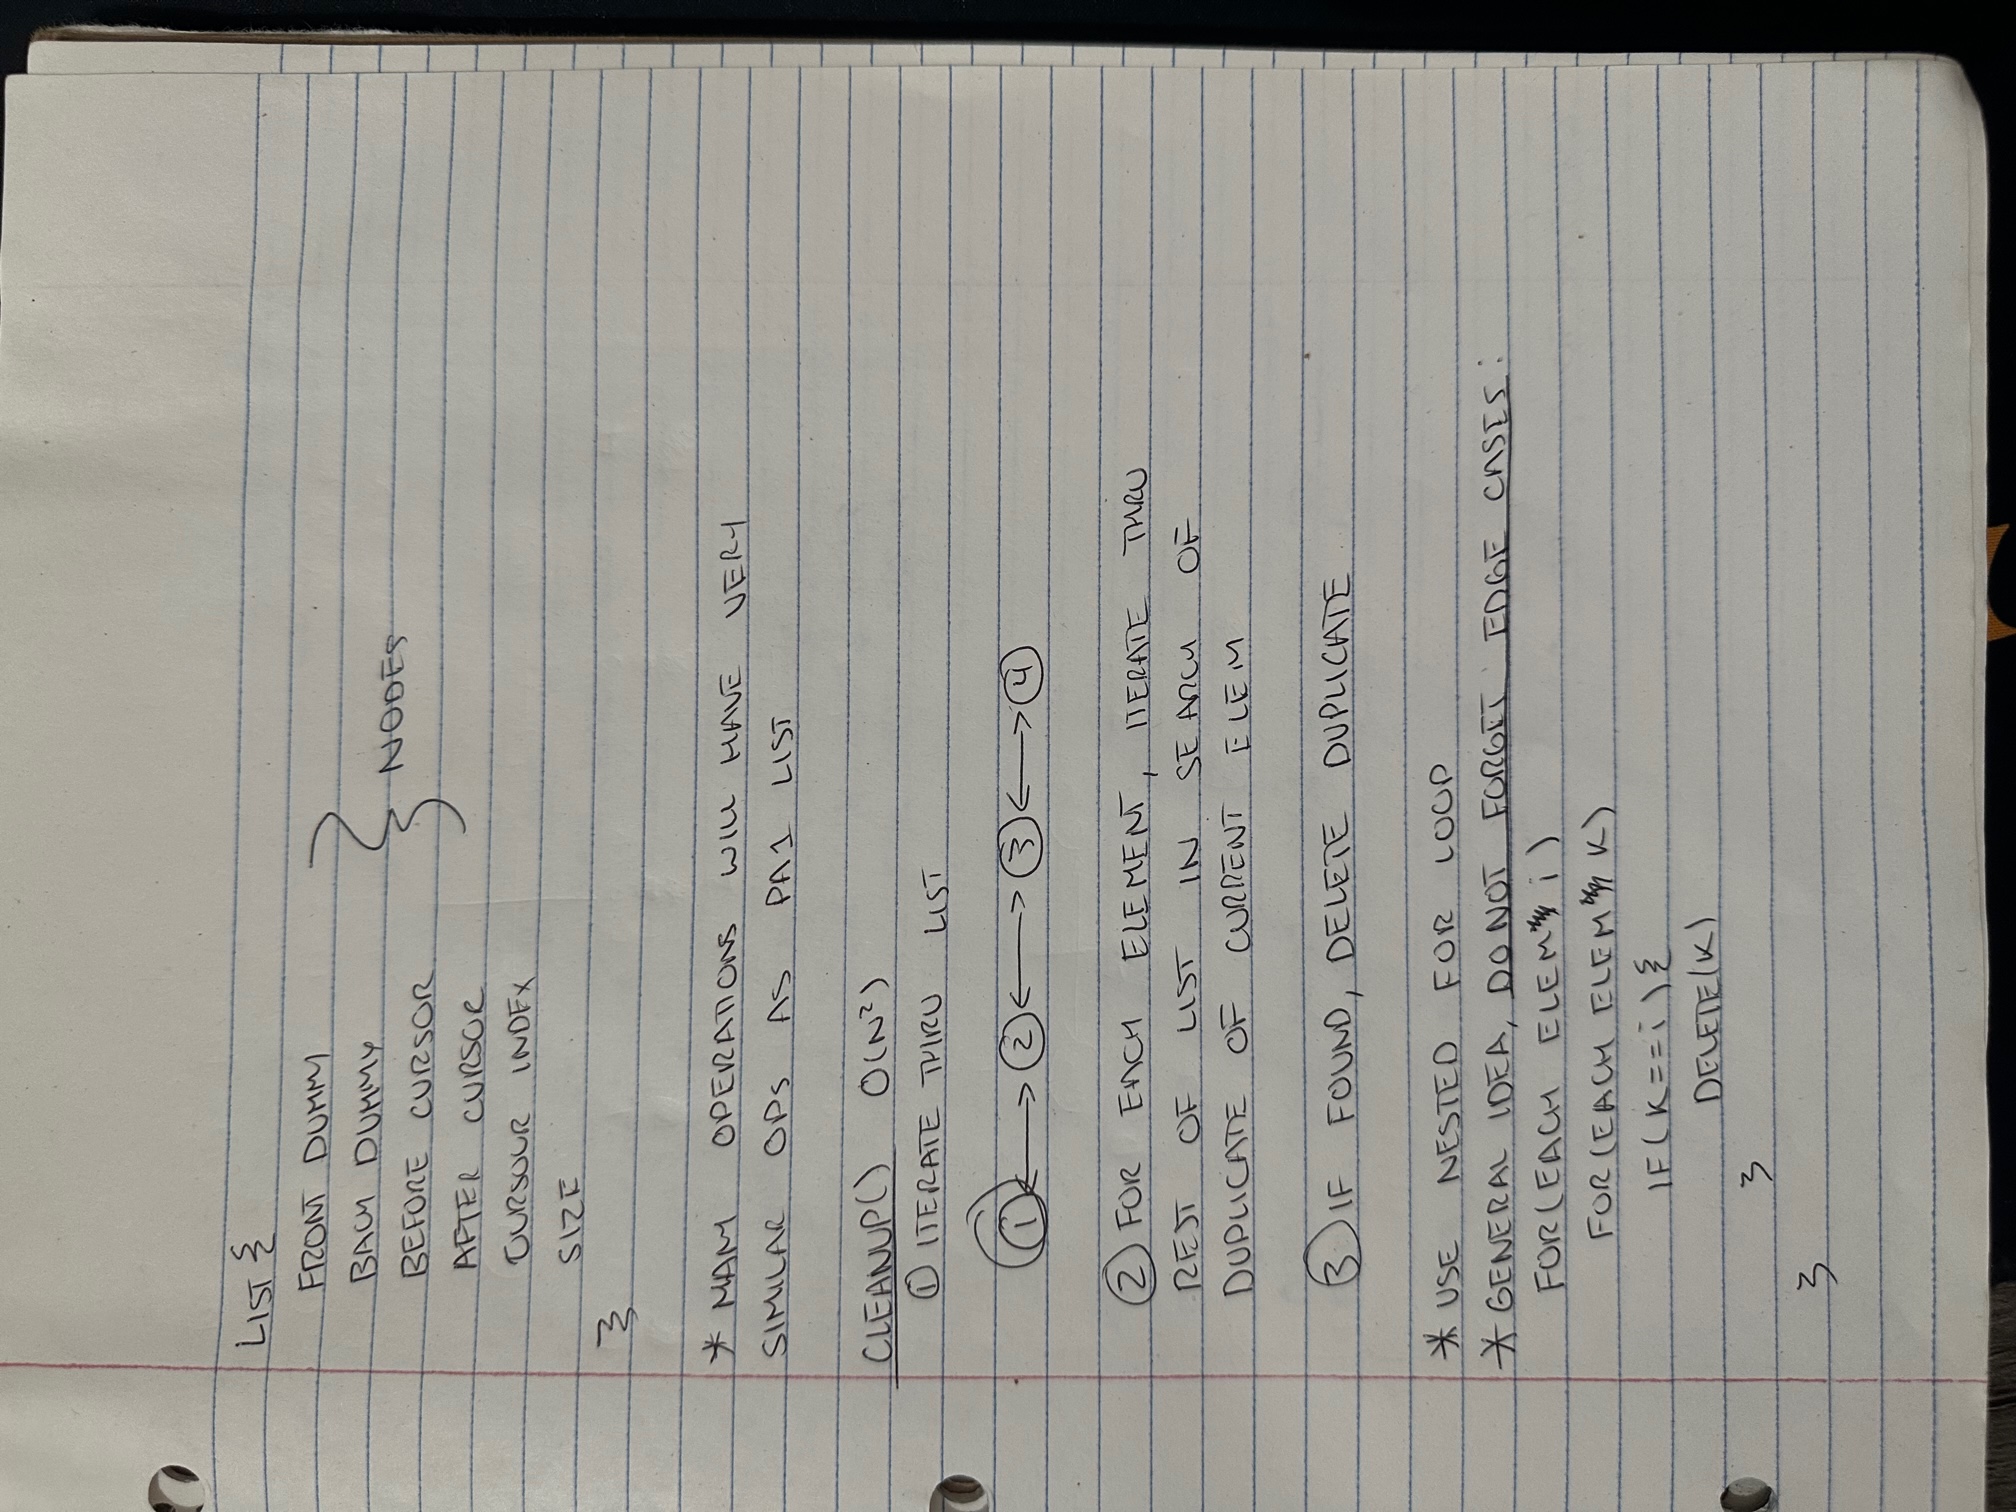 LIST {
FRONT DUMMY
BACK DUMMY
BEFORE CURSOR
AFTER CURSOR
NODES
CURSOUR INDEX
SIZE
}
* MANY OPERATIONS WILL HAVE VERY
SIMILAR OPS AS PA1 LIST
CLEANUP() O(N²)
① ITERATE THRU LIST
1 ←→ 2 ←→ 3 ←→ 4
② FOR EACH ELEMENT, ITERATE THRU
REST OF LIST IN SEARCH OF
DUPLICATE OF CURRENT ELEM
③ IF FOUND, DELETE DUPLICATE
* USE NESTED FOR LOOP
* GENERAL IDEA, DO NOT FORGET EDGE CASES:
FOR(EACH ELEM i)
FOR(EACH ELEM K)
IF(K==i){
DELETE(K)
}
}